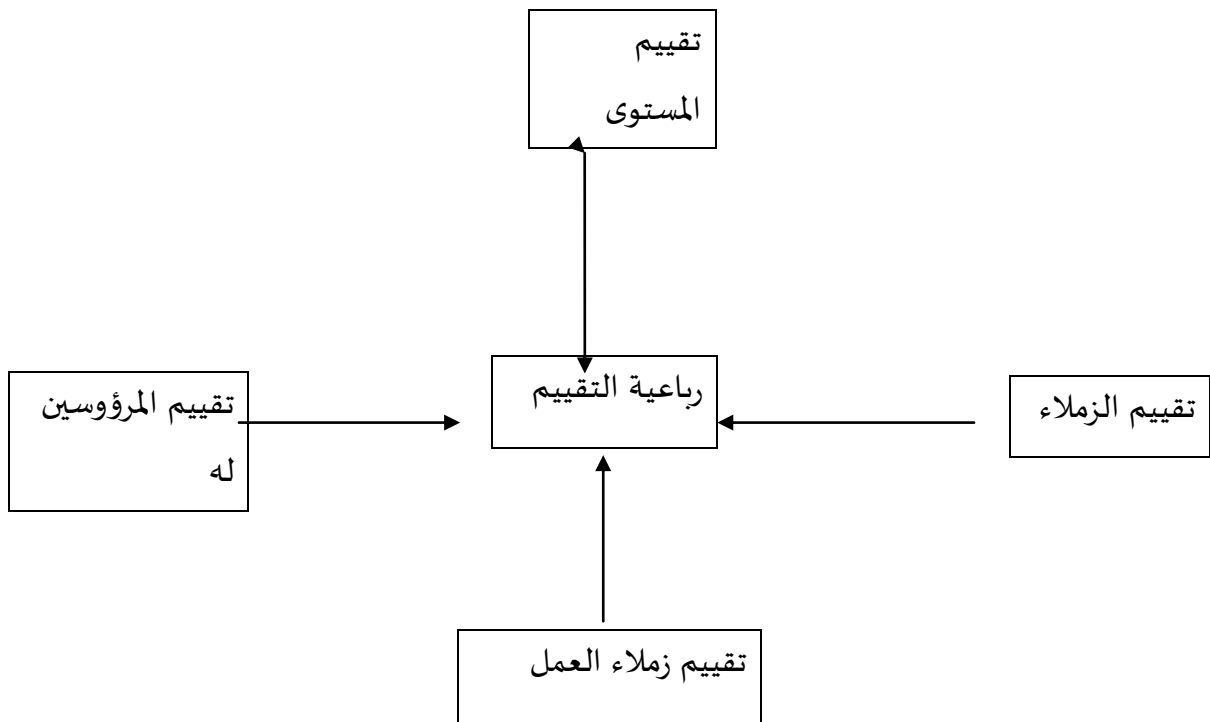 تقييم
المستوى
رباعية التقييم
تقييم الزملاء
تقييم المرؤوسين
له
تقييم زملاء العمل